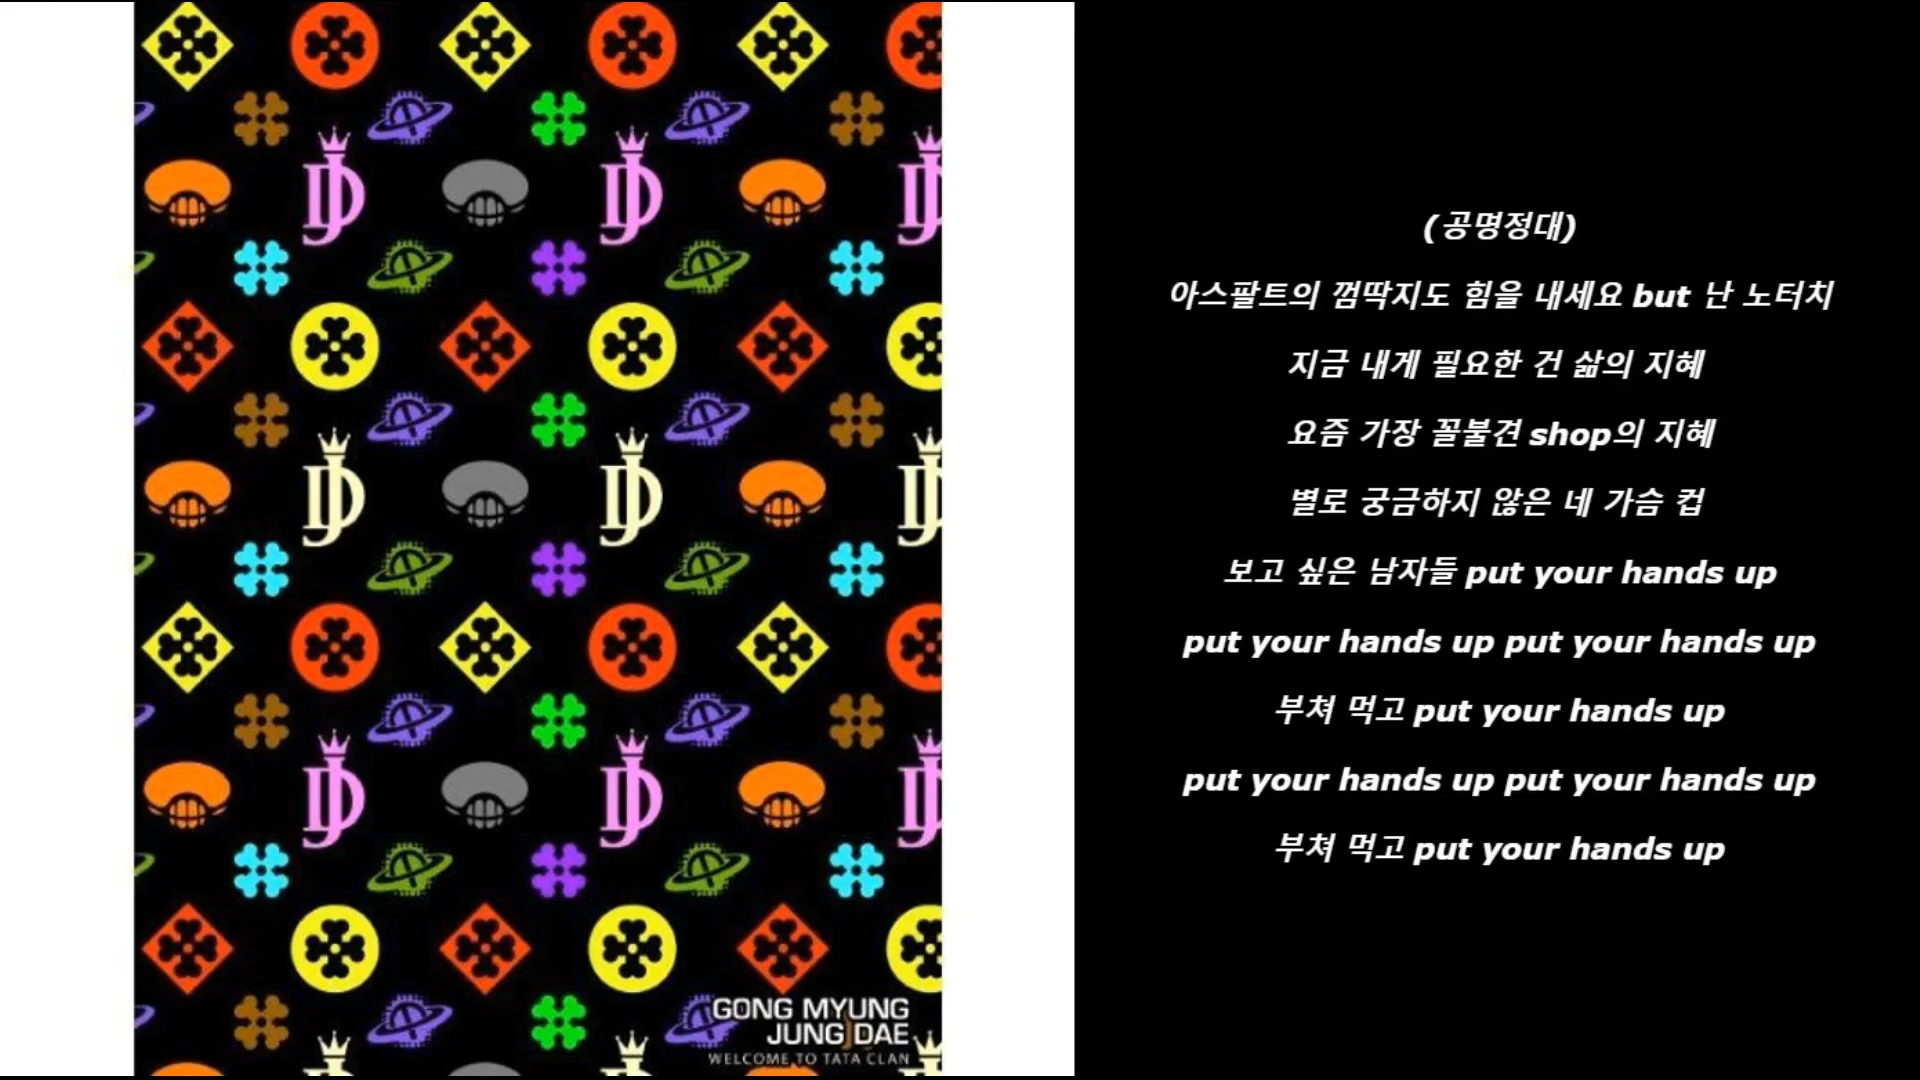 GONG MYUNG
JUNG DAE
WELCOME TO TATA CLAN
(공명정대)
아스팔트의 껌딱지도 힘을 내세요 but 난 노터치
지금 내게 필요한 건 삶의 지혜
요즘 가장 꼴불견 shop의 지혜
별로 궁금하지 않은 네 가슴 컵
보고 싶은 남자들 put your hands up
put your hands up put your hands up
부쳐 먹고 put your hands up
put your hands up put your hands up
부쳐 먹고 put your hands up